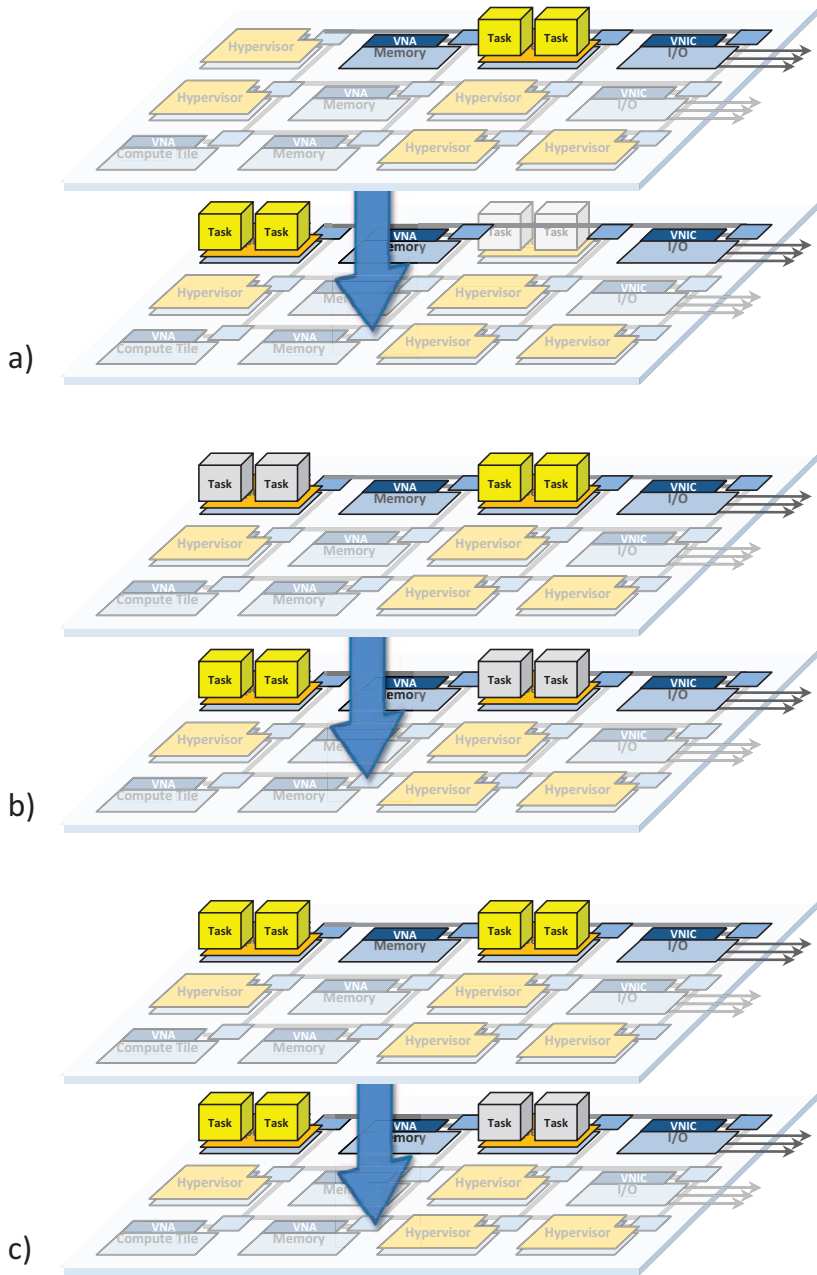 Hypervisor VNA Memory Task Task VNIC I/O
Hypervisor VNA Memory Hypervisor VNIC I/O
VNA Compute Tile VNA Memory Hypervisor Hypervisor
Task Task VNA Memory Task Task VNIC I/O
Hypervisor Hypervisor VNIC I/O
VNA Compute Tile VNA Memory Hypervisor Hypervisor
a)
Task Task VNA Memory Task Task VNIC I/O
Hypervisor VNA Memory Hypervisor VNIC I/O
VNA Compute Tile VNA Memory Hypervisor Hypervisor
Task Task VNA Memory Task Task VNIC I/O
Hypervisor Hypervisor VNIC I/O
VNA Compute Tile VNA Memory Hypervisor Hypervisor
b)
Task Task VNA Memory Task Task VNIC I/O
Hypervisor VNA Memory Hypervisor VNIC I/O
VNA Compute Tile VNA Memory Hypervisor Hypervisor
Task Task VNA Memory Task Task VNIC I/O
Hypervisor Hypervisor VNIC I/O
VNA Compute Tile VNA Memory Hypervisor Hypervisor
c)